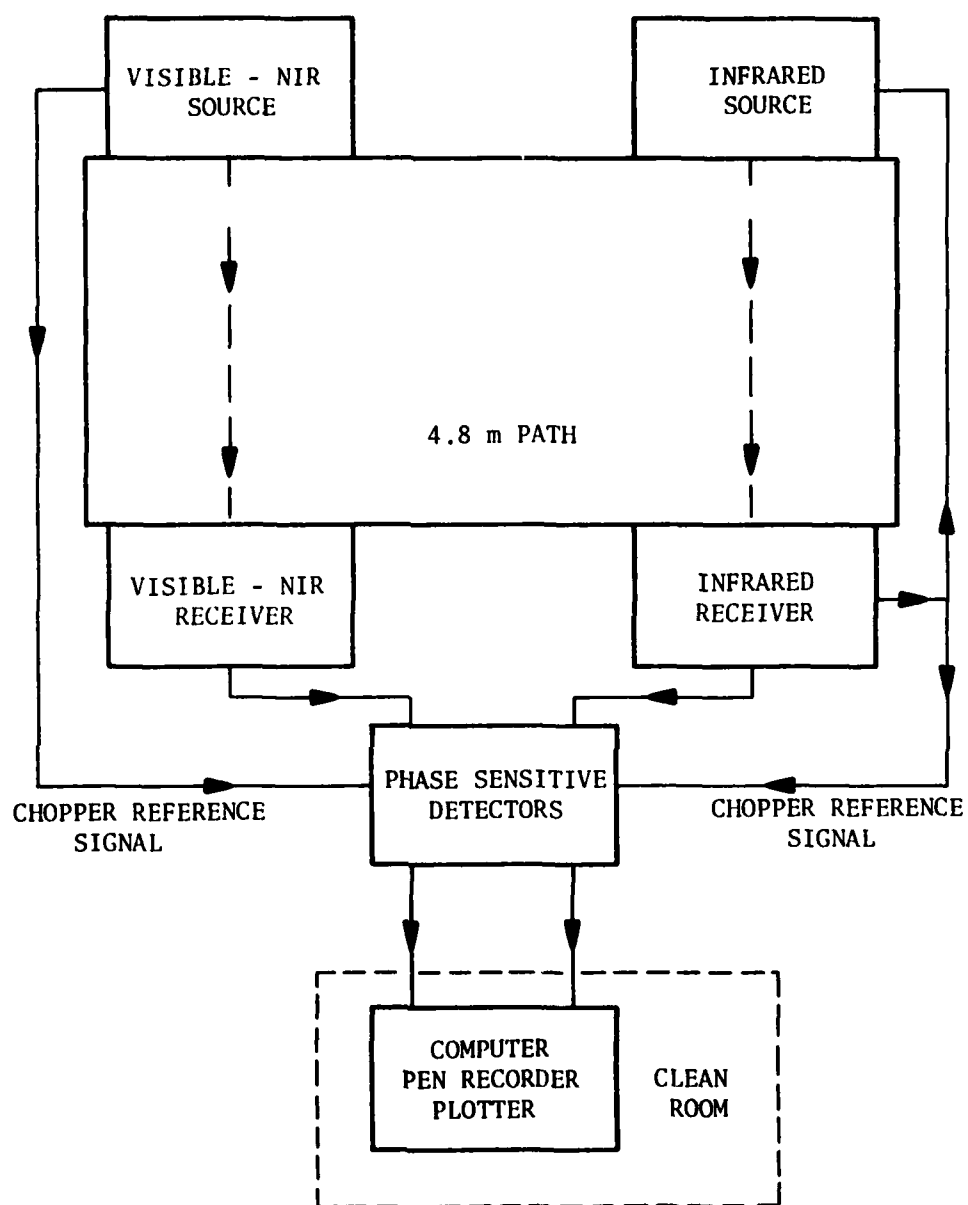 VISIBLE - NIR
SOURCE
INFRARED
SOURCE
4.8 m PATH
VISIBLE - NIR
RECEIVER
INFRARED
RECEIVER
PHASE SENSITIVE
DETECTORS
CHOPPER REFERENCE
SIGNAL
CHOPPER REFERENCE
SIGNAL
COMPUTER
PEN RECORDER
PLOTTER
CLEAN
ROOM